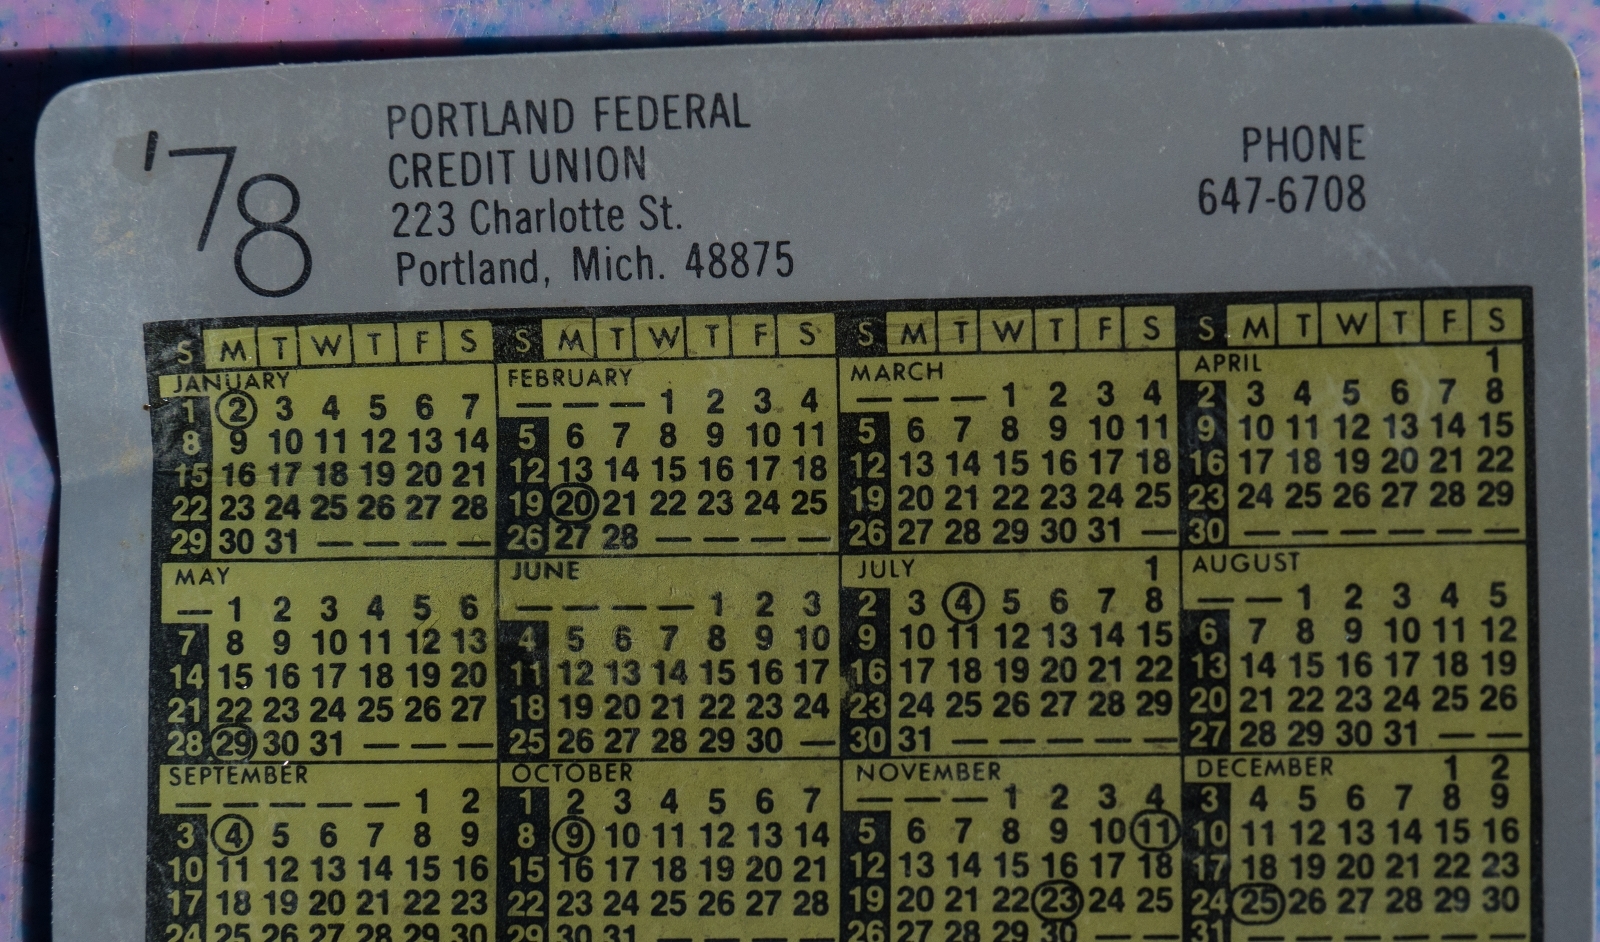 '78
PORTLAND FEDERAL
CREDIT UNION
223 Charlotte St.
Portland, Mich. 48875
PHONE
647-6708
S M T W T F S
JANUARY
1 2 3 4 5 6 7
8 9 10 11 12 13 14
15 16 17 18 19 20 21
22 23 24 25 26 27 28
29 30 31 — — — —
S M T W T F S
FEBRUARY
— — — 1 2 3 4
5 6 7 8 9 10 11
12 13 14 15 16 17 18
19 20 21 22 23 24 25
26 27 28 — — — —
S M T W T F S
MARCH
— — — 1 2 3 4
5 6 7 8 9 10 11
12 13 14 15 16 17 18
19 20 21 22 23 24 25
26 27 28 29 30 31 —
S M T W T F S
APRIL 1
2 3 4 5 6 7 8
9 10 11 12 13 14 15
16 17 18 19 20 21 22
23 24 25 26 27 28 29
30 — — — — — —
MAY
— 1 2 3 4 5 6
7 8 9 10 11 12 13
14 15 16 17 18 19 20
21 22 23 24 25 26 27
28 29 30 31 — — —
JUNE
— — — — 1 2 3
4 5 6 7 8 9 10
11 12 13 14 15 16 17
18 19 20 21 22 23 24
25 26 27 28 29 30 —
JULY 1
2 3 4 5 6 7 8
9 10 11 12 13 14 15
16 17 18 19 20 21 22
23 24 25 26 27 28 29
30 31 — — — — —
AUGUST
— — 1 2 3 4 5
6 7 8 9 10 11 12
13 14 15 16 17 18 19
20 21 22 23 24 25 26
27 28 29 30 31 — —
SEPTEMBER
— — — — — 1 2
3 4 5 6 7 8 9
10 11 12 13 14 15 16
17 18 19 20 21 22 23
24 25 26 27 28 29 30
OCTOBER
1 2 3 4 5 6 7
8 9 10 11 12 13 14
15 16 17 18 19 20 21
22 23 24 25 26 27 28
29 30 31 — — — —
NOVEMBER
— — — 1 2 3 4
5 6 7 8 9 10 11
12 13 14 15 16 17 18
19 20 21 22 23 24 25
26 27 28 29 30 — —
DECEMBER 1 2
3 4 5 6 7 8 9
10 11 12 13 14 15 16
17 18 19 20 21 22 23
24 25 26 27 28 29 30
31 — — — — — —